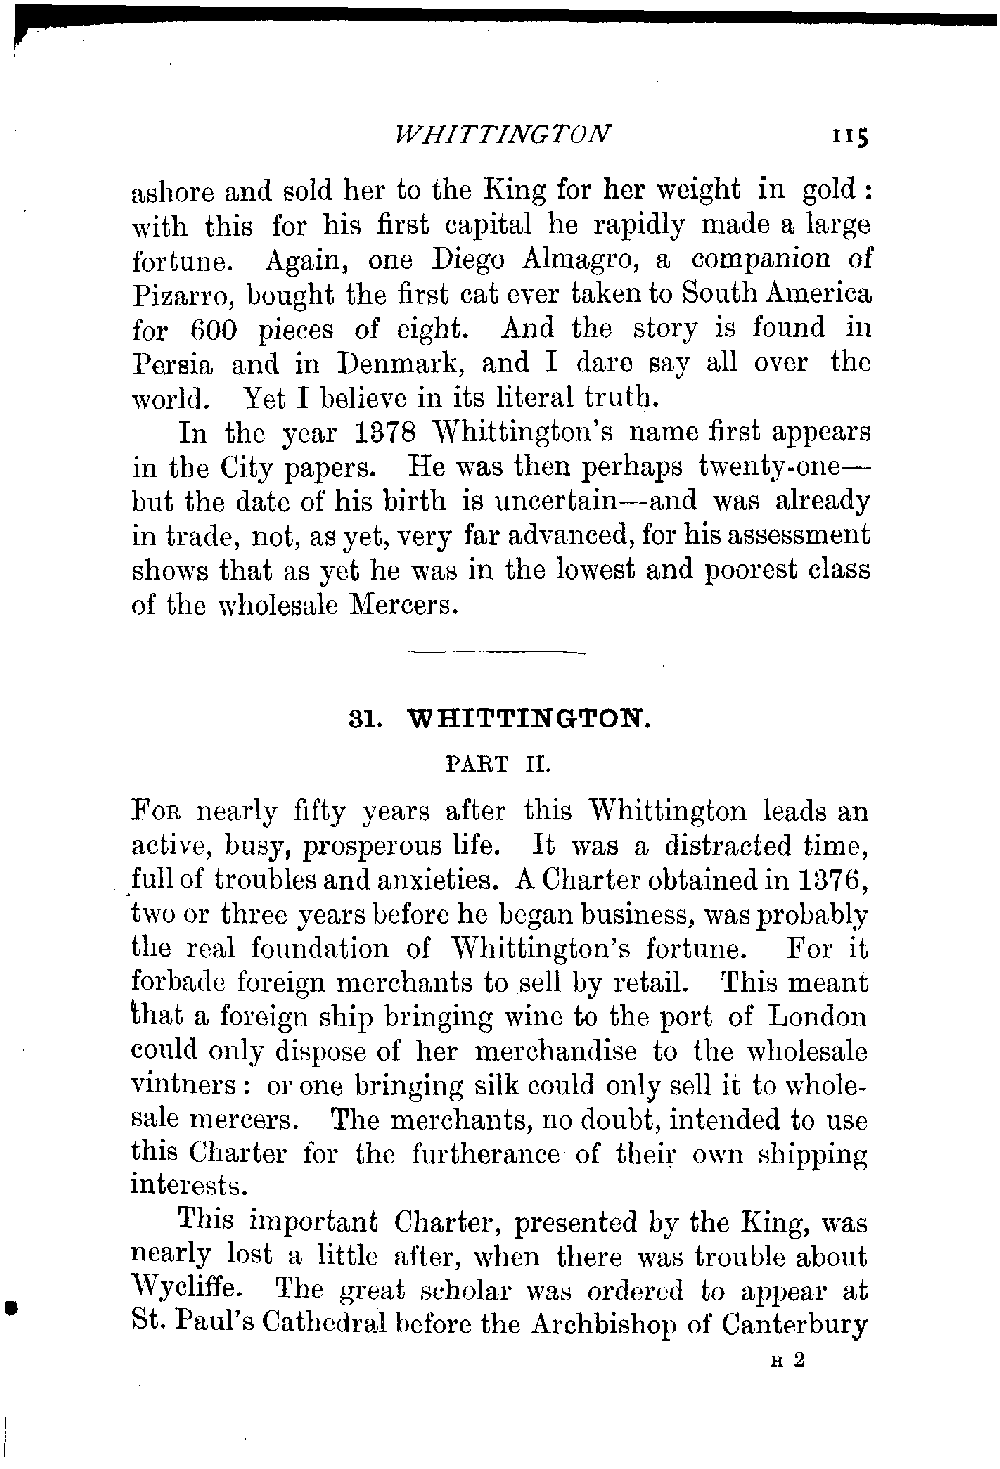 WHITTINGTON 115
ashore and sold her to the King for her weight in gold :
with this for his first capital he rapidly made a large
fortune. Again, one Diego Almagro, a companion of
Pizarro, bought the first cat ever taken to South America
for 600 pieces of eight. And the story is found in
Persia and in Denmark, and I dare say all over the
world. Yet I believe in its literal truth.
In the year 1378 Whittington's name first appears
in the City papers. He was then perhaps twenty-one—
but the date of his birth is uncertain—and was already
in trade, not, as yet, very far advanced, for his assessment
shows that as yet he was in the lowest and poorest class
of the wholesale Mercers.
31. WHITTINGTON.
PART II.
FOR nearly fifty years after this Whittington leads an
active, busy, prosperous life. It was a distracted time,
full of troubles and anxieties. A Charter obtained in 1376,
two or three years before he began business, was probably
the real foundation of Whittington's fortune. For it
forbade foreign merchants to sell by retail. This meant
that a foreign ship bringing wine to the port of London
could only dispose of her merchandise to the wholesale
vintners : or one bringing silk could only sell it to whole-
sale mercers. The merchants, no doubt, intended to use
this Charter for the furtherance of their own shipping
interests.
This important Charter, presented by the King, was
nearly lost a little after, when there was trouble about
Wycliffe. The great scholar was ordered to appear at
St. Paul's Cathedral before the Archbishop of Canterbury
H 2